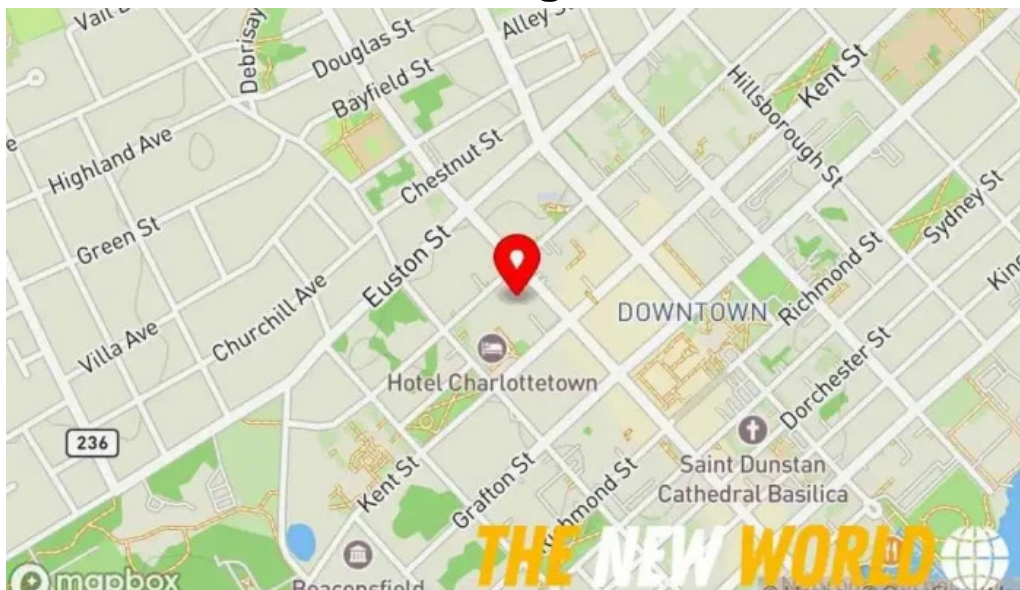 Debrisay
Douglas St
Alley St
Bayfield St
Hillsborough St
Kent St
Highland Ave
Chestnut St
Sydney St
Green St
Euston St
Richmond St
Churchill Ave
DOWNTOWN
Villa Ave
Hotel Charlottetown
Dorchester St
236
Saint Dunstan
Cathedral Basilica
Kent St
Grafton St
Richmond St
THE NEW WORLD
Beaconsfield
mapbox